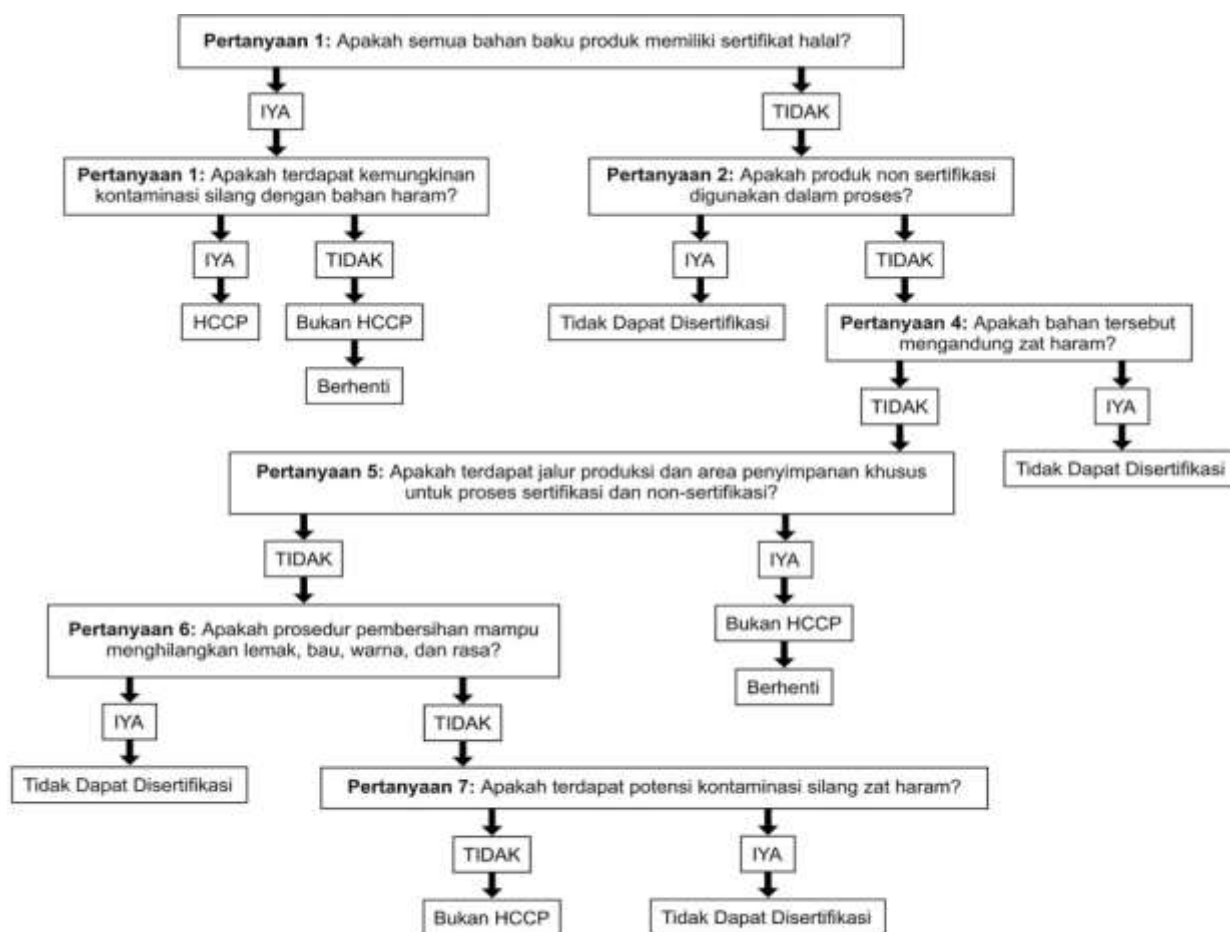 Pertanyaan 1: Apakah semua bahan baku produk memiliki sertifikat halal?
IYA
TIDAK
Pertanyaan 1: Apakah terdapat kemungkinan
kontaminasi silang dengan bahan haram?
Pertanyaan 2: Apakah produk non sertifikasi
digunakan dalam proses?
IYA
TIDAK
IYA
TIDAK
HCCP
Bukan HCCP
Tidak Dapat Disertifikasi
Pertanyaan 4: Apakah bahan tersebut
mengandung zat haram?
Berhenti
TIDAK
IYA
Pertanyaan 5: Apakah terdapat jalur produksi dan area penyimpanan khusus
untuk proses sertifikasi dan non-sertifikasi?
Tidak Dapat Disertifikasi
TIDAK
IYA
Pertanyaan 6: Apakah prosedur pembersihan mampu
menghilangkan lemak, bau, warna, dan rasa?
Bukan HCCP
Berhenti
IYA
TIDAK
Tidak Dapat Disertifikasi
Pertanyaan 7: Apakah terdapat potensi kontaminasi silang zat haram?
TIDAK
IYA
Bukan HCCP
Tidak Dapat Disertifikasi